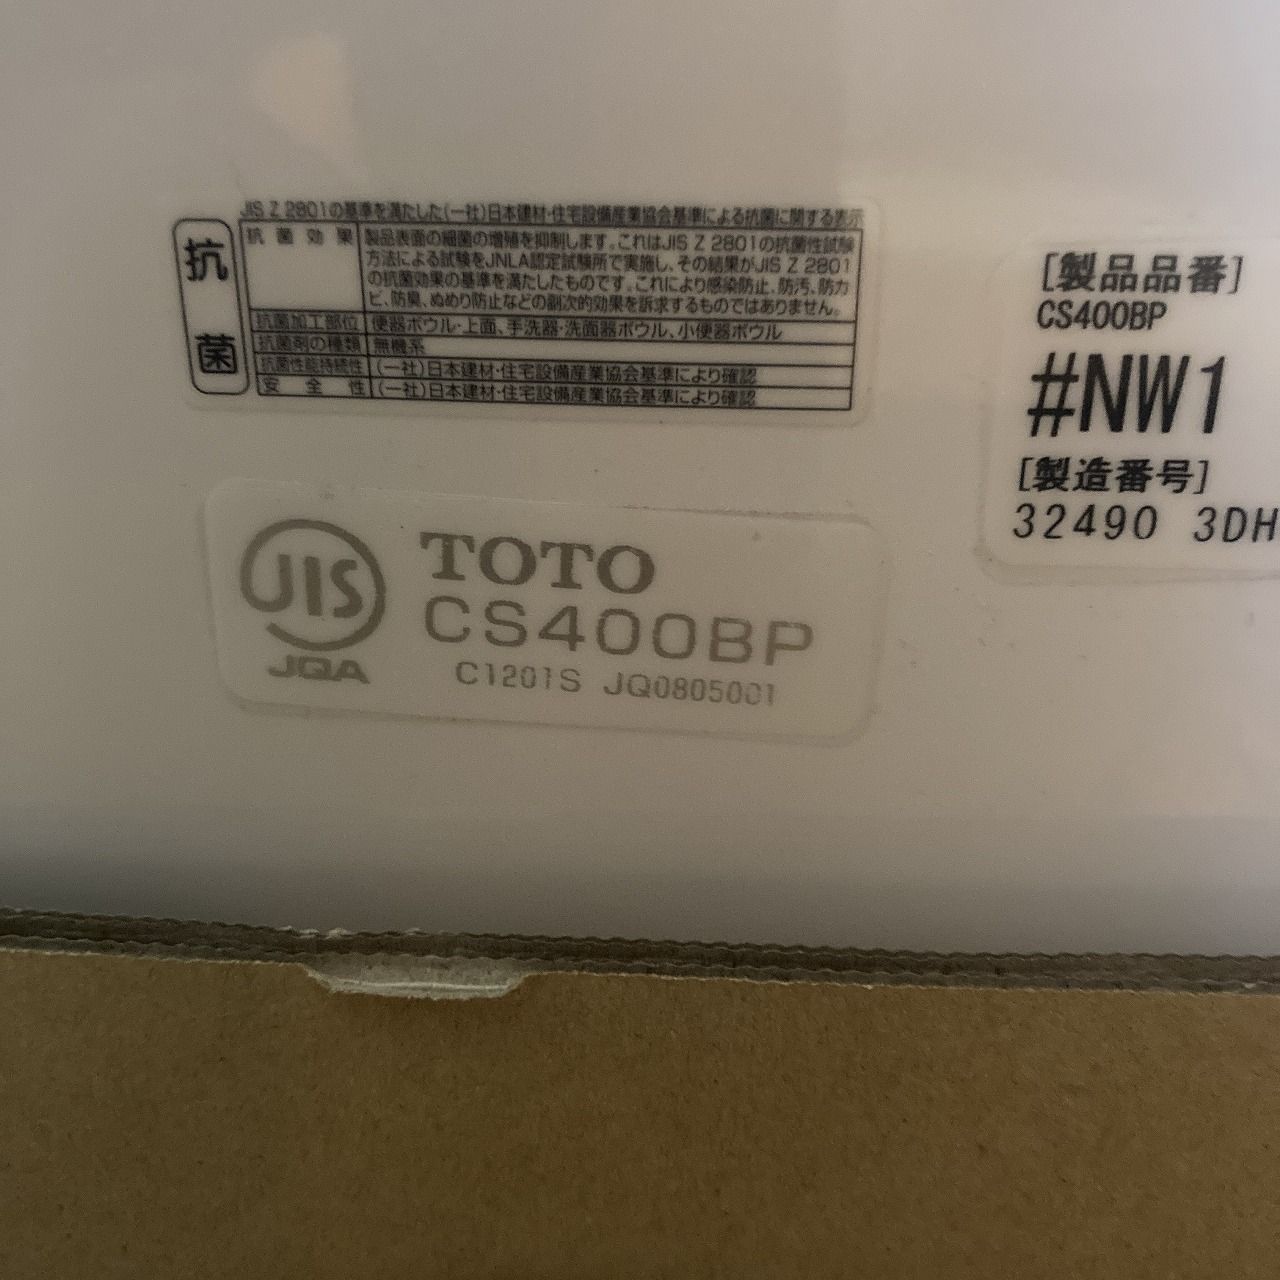 JIS Z 2801の基準を満たした(一社)日本建材・住宅設備産業協会基準による抗菌に関する表示
抗菌
抗菌効果 製品表面の細菌の増殖を抑制します。これはJIS Z 2801の抗菌性試験
方法による試験をJNLA認定試験所で実施し、その結果がJIS Z 2801
の抗菌効果の基準を満たしたものです。これにより感染防止、防汚、防カ
ビ、防臭、ぬめり防止などの副次的効果を訴求するものではありません。
抗菌加工部位 便器ボウル・上面、手洗器・洗面器ボウル、小便器ボウル
抗菌剤の種類 無機系
抗菌性能持続性 (一社)日本建材・住宅設備産業協会基準により確認
安全性 (一社)日本建材・住宅設備産業協会基準により確認
[製品品番]
CS400BP
#NW1
[製造番号]
32490 3DH
JIS
JQA
TOTO
CS400BP
C1201S JQ0805001